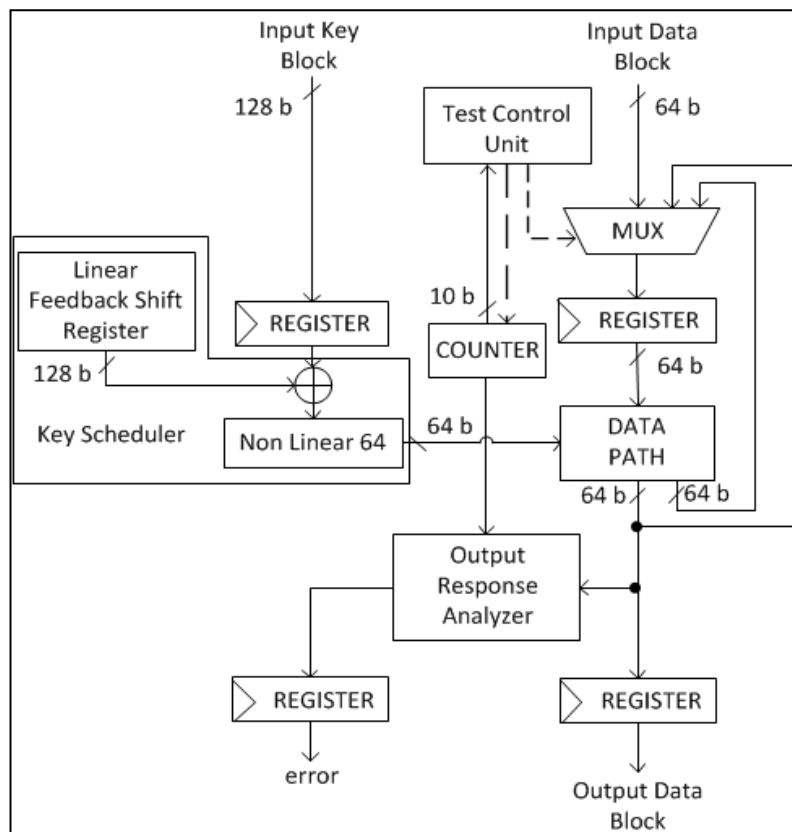 Input Key
Block
128 b
Input Data
Block
64 b
Test Control
Unit
MUX
Linear
Feedback Shift
Register
128 b
REGISTER
10 b
COUNTER
REGISTER
64 b
Key Scheduler
Non Linear 64
64 b
DATA
PATH
64 b
64 b
Output
Response
Analyzer
REGISTER
error
REGISTER
Output Data
Block